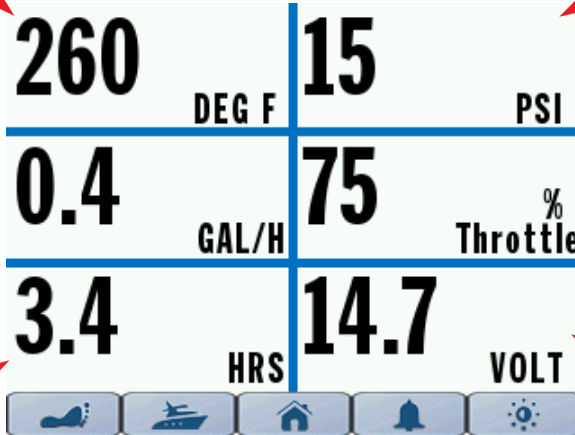 260 DEG F
15 PSI
0.4 GAL/H
75 % Throttle
3.4 HRS
14.7 VOLT